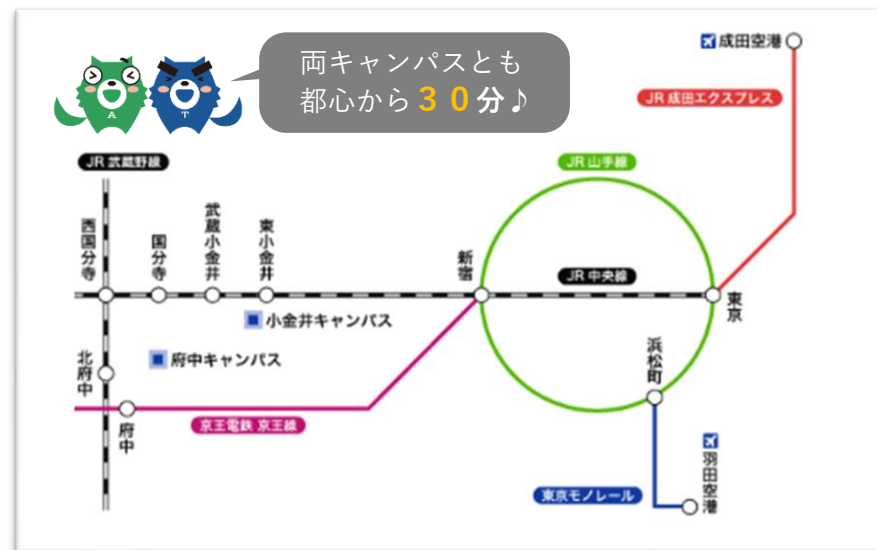 両キャンパスとも
都心から３０分♪
A
T
成田空港
JR 成田エクスプレス
JR 武蔵野線
JR 山手線
西国分寺
国分寺
武蔵小金井
東小金井
新宿
JR 中央線
東京
小金井キャンパス
府中キャンパス
北府中
浜松町
府中
京王電鉄 京王線
羽田空港
東京モノレール